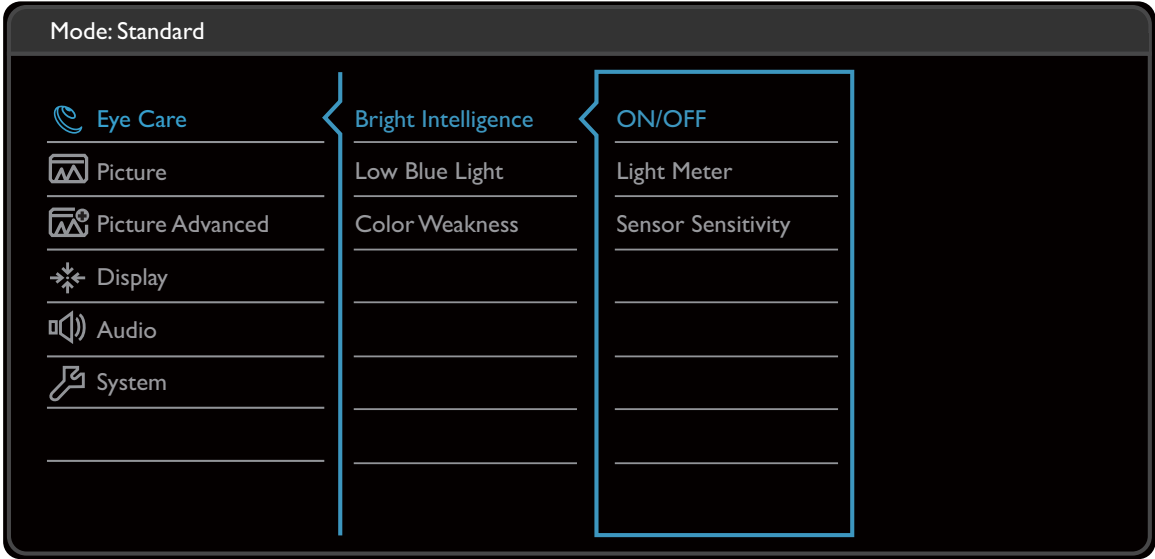 Mode: Standard
Eye Care
Picture
Picture Advanced
Display
Audio
System
Bright Intelligence
Low Blue Light
Color Weakness
ON/OFF
Light Meter
Sensor Sensitivity